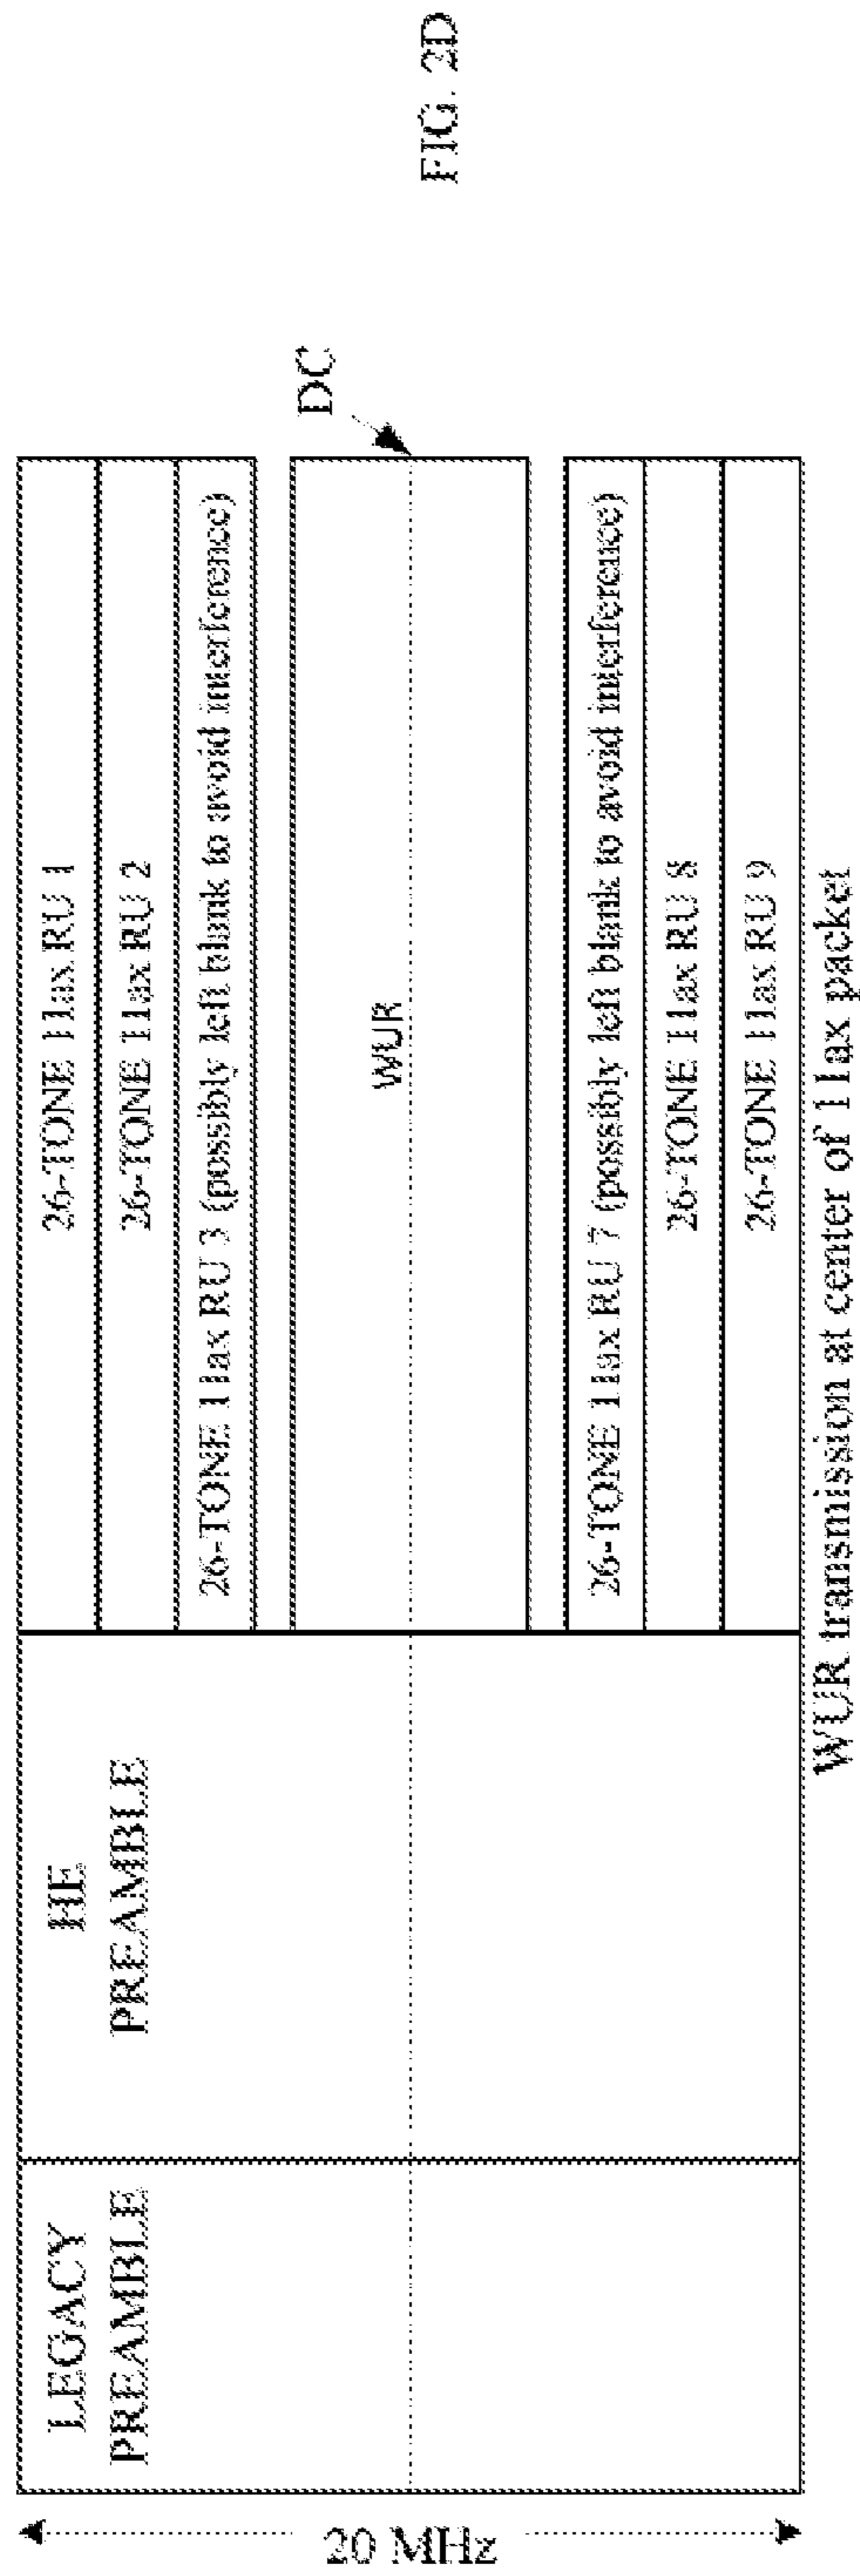 LEGACY
PREAMBLE
HE
PREAMBLE
26-TONE 11ax RU 1
26-TONE 11ax RU 2
26-TONE 11ax RU 3 (possibly left blank to avoid interference)
WUR
DC
26-TONE 11ax RU 7 (possibly left blank to avoid interference)
26-TONE 11ax RU 8
26-TONE 11ax RU 9
20 MHz
WUR transmission at center of 11ax packet
FIG. 2D